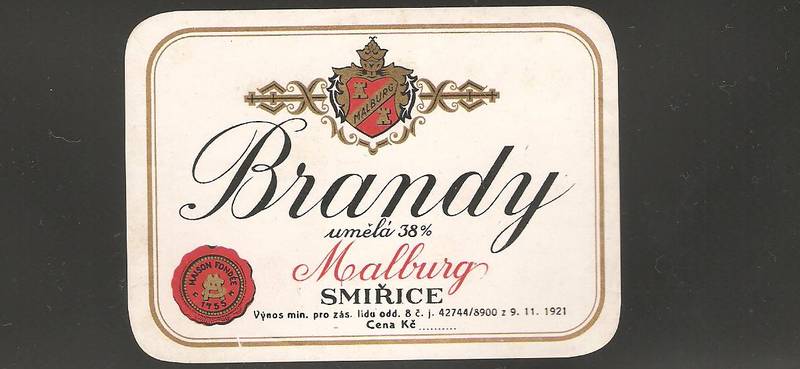 MALBURG
Brandy
umělá 38%
Malburg
SMIŘICE
MAISON FONDÉE
1455
Výnos min. pro zás. lidu odd. 8 č. j. 42744/8900 z 9. 11. 1921
Cena Kč..........